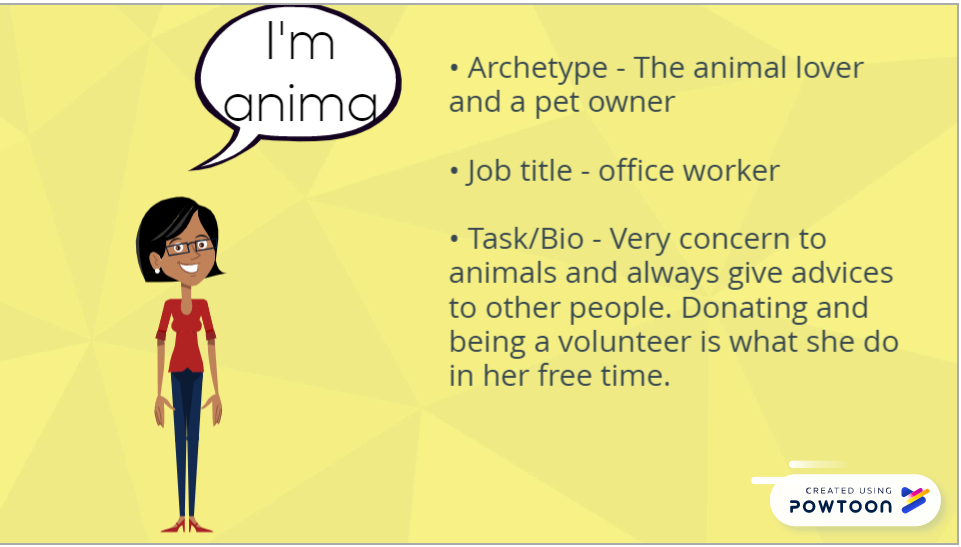 I'm
anima
• Archetype - The animal lover
and a pet owner
• Job title - office worker
• Task/Bio - Very concern to
animals and always give advices
to other people. Donating and
being a volunteer is what she do
in her free time.
CREATED USING
POWTOON